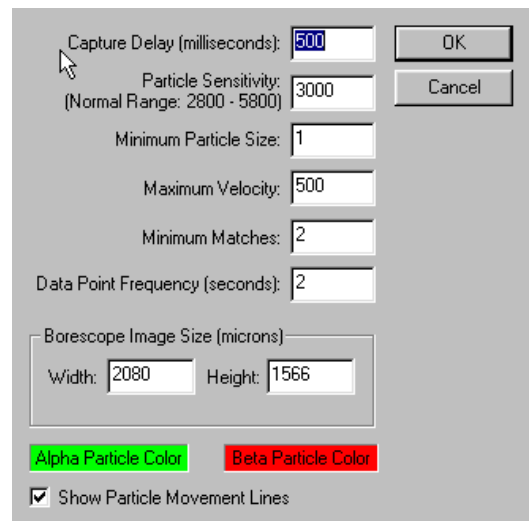 Capture Delay (milliseconds): 500 OK
Particle Sensitivity:
(Normal Range: 2800 - 5800) 3000 Cancel
Minimum Particle Size: 1
Maximum Velocity: 500
Minimum Matches: 2
Data Point Frequency (seconds): 2
Borescope Image Size (microns)
Width: 2080 Height: 1566
Alpha Particle Color Beta Particle Color
Show Particle Movement Lines